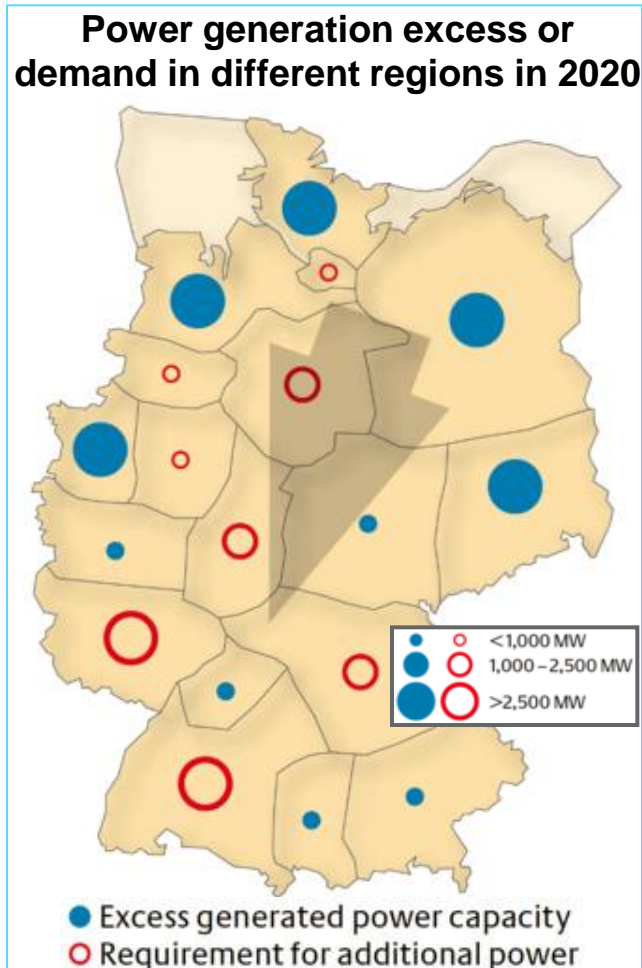 Power generation excess or
demand in different regions in 2020
<1,000 MW
1,000–2,500 MW
>2,500 MW
Excess generated power capacity
Requirement for additional power